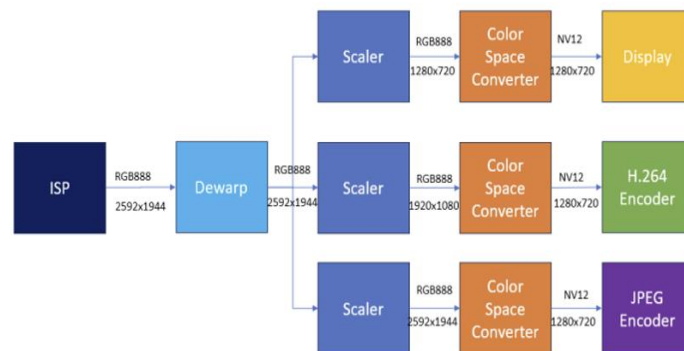 RGB888
1280x720
NV12
1280x720
Scaler
Color
Space
Converter
Display
ISP
RGB888
2592x1944
Dewarp
RGB888
2592x1944
Scaler
RGB888
1920x1080
Color
Space
Converter
NV12
1280x720
H.264
Encoder
Scaler
RGB888
2592x1944
Color
Space
Converter
NV12
1280x720
JPEG
Encoder